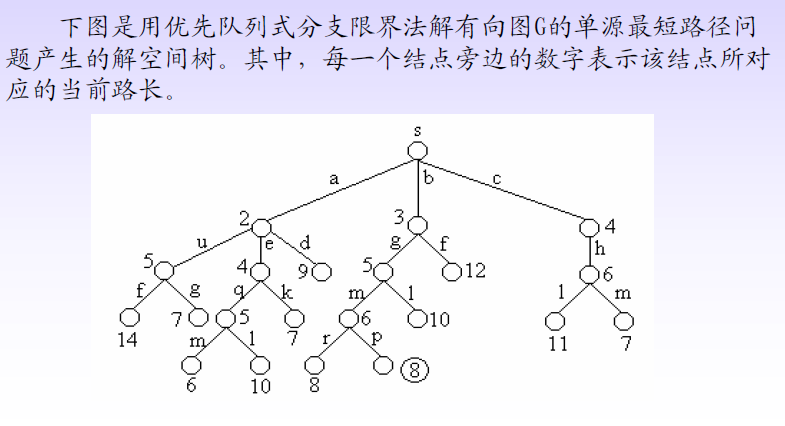 下图是用优先队列式分支限界法解有向图G的单源最短路径问
题产生的解空间树。其中，每一个结点旁边的数字表示该结点所对
应的当前路长。
s
a b c
2 3 4
u e d g f h
5 4 9 5 12 6
f g q k m l l m
14 7 5 7 6 10 11 7
m l r p
6 10 8 8